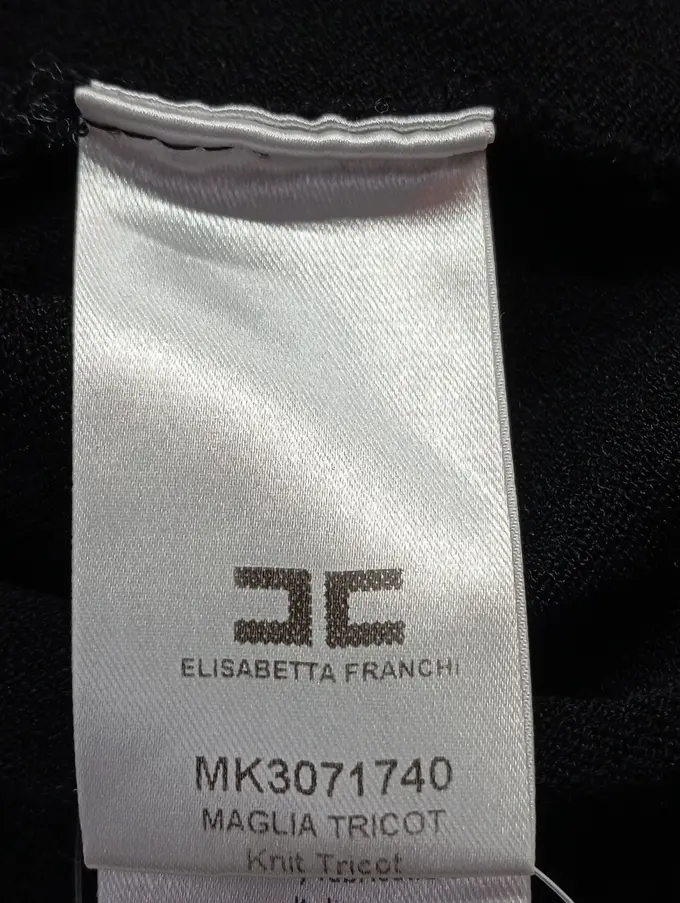 ELISABETTA FRANCHI
MK3071740
MAGLIA TRICOT
Knit Tricot